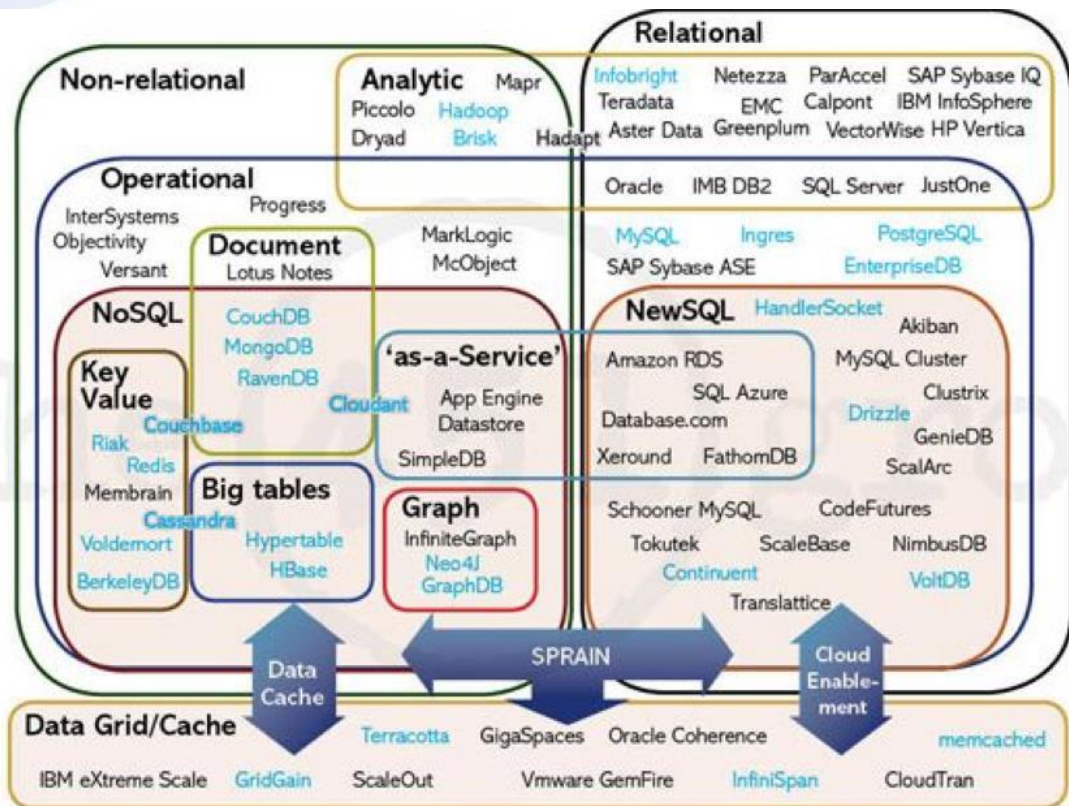 Relational
Non-relational
Analytic
Mapr
Piccolo
Hadoop
Dryad
Brisk
Hadapt
Infobright
Netezza
ParAccel
SAP Sybase IQ
Teradata
EMC
Calpont
IBM InfoSphere
Aster Data
Greenplum
VectorWise
HP Vertica
Operational
Oracle
IMB DB2
SQL Server
JustOne
InterSystems
Progress
Objectivity
Versant
Document
Lotus Notes
MarkLogic
McObject
MySQL
Ingres
PostgreSQL
SAP Sybase ASE
EnterpriseDB
NoSQL
CouchDB
MongoDB
RavenDB
Key
Value
Couchbase
Riak
Redis
Membrain
Cassandra
Voldemort
BerkeleyDB
Big tables
Hypertable
HBase
'as-a-Service'
Cloudant
App Engine
Datastore
SimpleDB
Graph
InfiniteGraph
Neo4J
GraphDB
NewSQL
HandlerSocket
Akiban
Amazon RDS
MySQL Cluster
SQL Azure
Clustrix
Database.com
Drizzle
GenieDB
Xeround
FathomDB
ScalArc
Schooner MySQL
CodeFutures
Tokutek
ScaleBase
NimbusDB
Continuent
VoltDB
Translattice
Data
Cache
SPRAIN
Cloud
Enable-
ment
Data Grid/Cache
Terracotta
GigaSpaces
Oracle Coherence
memcached
IBM eXtreme Scale
GridGain
ScaleOut
Vmware GemFire
InfiniSpan
CloudTran